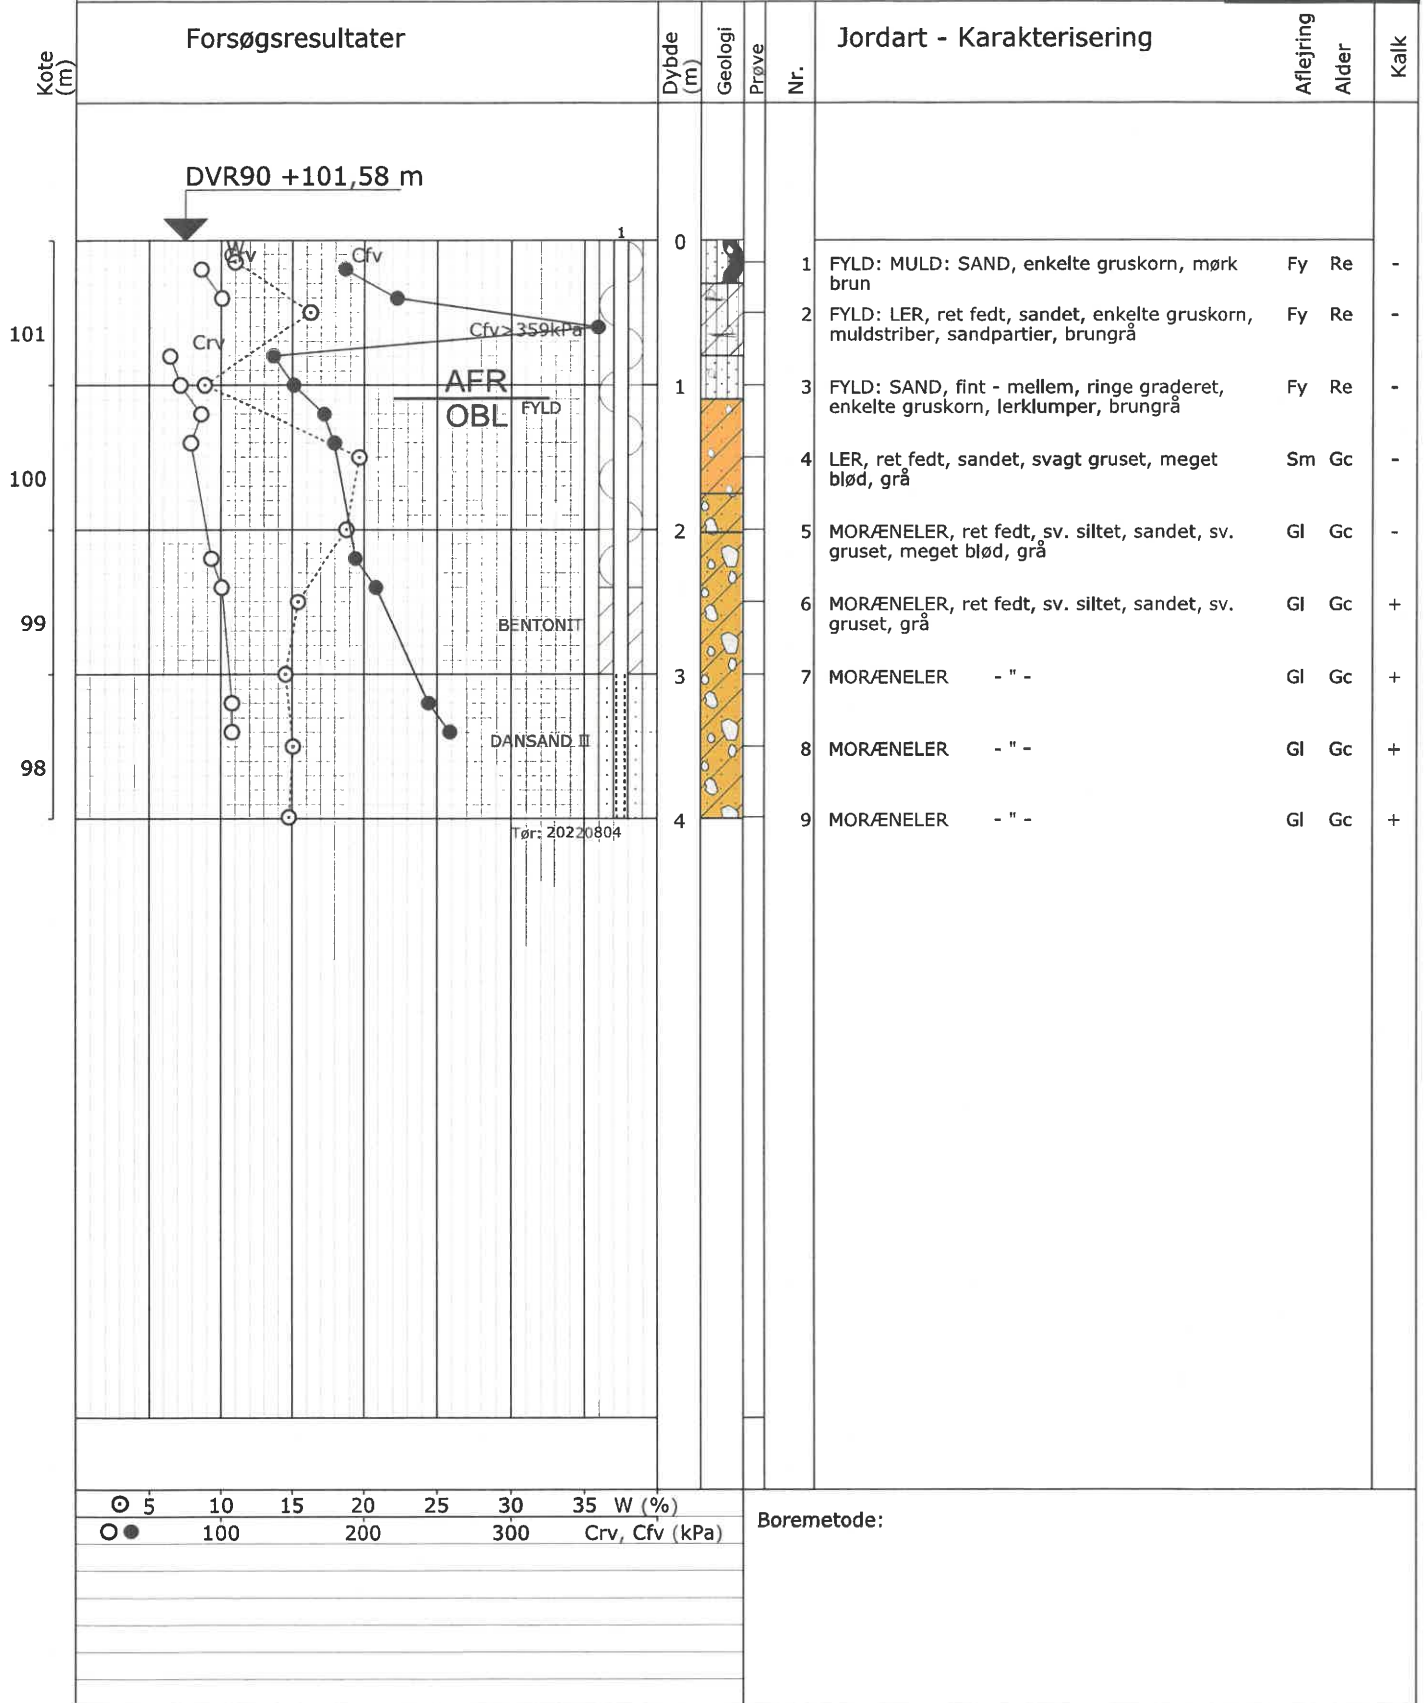 Kote (m)
Forsøgsresultater
Dybde (m)
Geologi
Prøve
Nr.
Jordart - Karakterisering
Aflejring
Alder
Kalk
DVR90 +101,58 m
W
Crv
Cfv
1
0
Cfv>359kPa
Crv
101
AFR
OBL
FYLD
1
100
2
99
BENTONIT
3
DANSAND II
98
Tør: 20220804
4
1 FYLD: MULD: SAND, enkelte gruskorn, mørk Fy Re -
brun
2 FYLD: LER, ret fedt, sandet, enkelte gruskorn, Fy Re -
muldstriber, sandpartier, brungrå
3 FYLD: SAND, fint - mellem, ringe graderet, Fy Re -
enkelte gruskorn, lerklumper, brungrå
4 LER, ret fedt, sandet, svagt gruset, meget Sm Gc -
blød, grå
5 MORÆNELER, ret fedt, sv. siltet, sandet, sv. Gl Gc -
gruset, meget blød, grå
6 MORÆNELER, ret fedt, sv. siltet, sandet, sv. Gl Gc +
gruset, grå
7 MORÆNELER - " - Gl Gc +
8 MORÆNELER - " - Gl Gc +
9 MORÆNELER - " - Gl Gc +
5 10 15 20 25 30 35 W (%)
100 200 300 Crv, Cfv (kPa)
Boremetode: